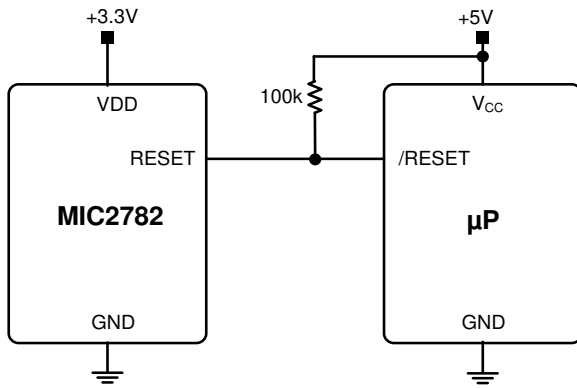 +3.3V
+5V
100k
VDD
VCC
RESET
/RESET
MIC2782
µP
GND
GND